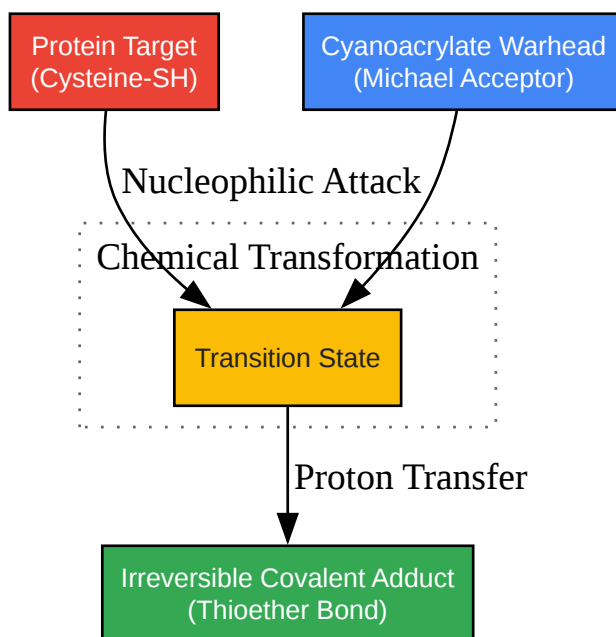 Protein Target
(Cysteine-SH)
Cyanoacrylate Warhead
(Michael Acceptor)
Nucleophilic Attack
Chemical Transformation
Transition State
Proton Transfer
Irreversible Covalent Adduct
(Thioether Bond)